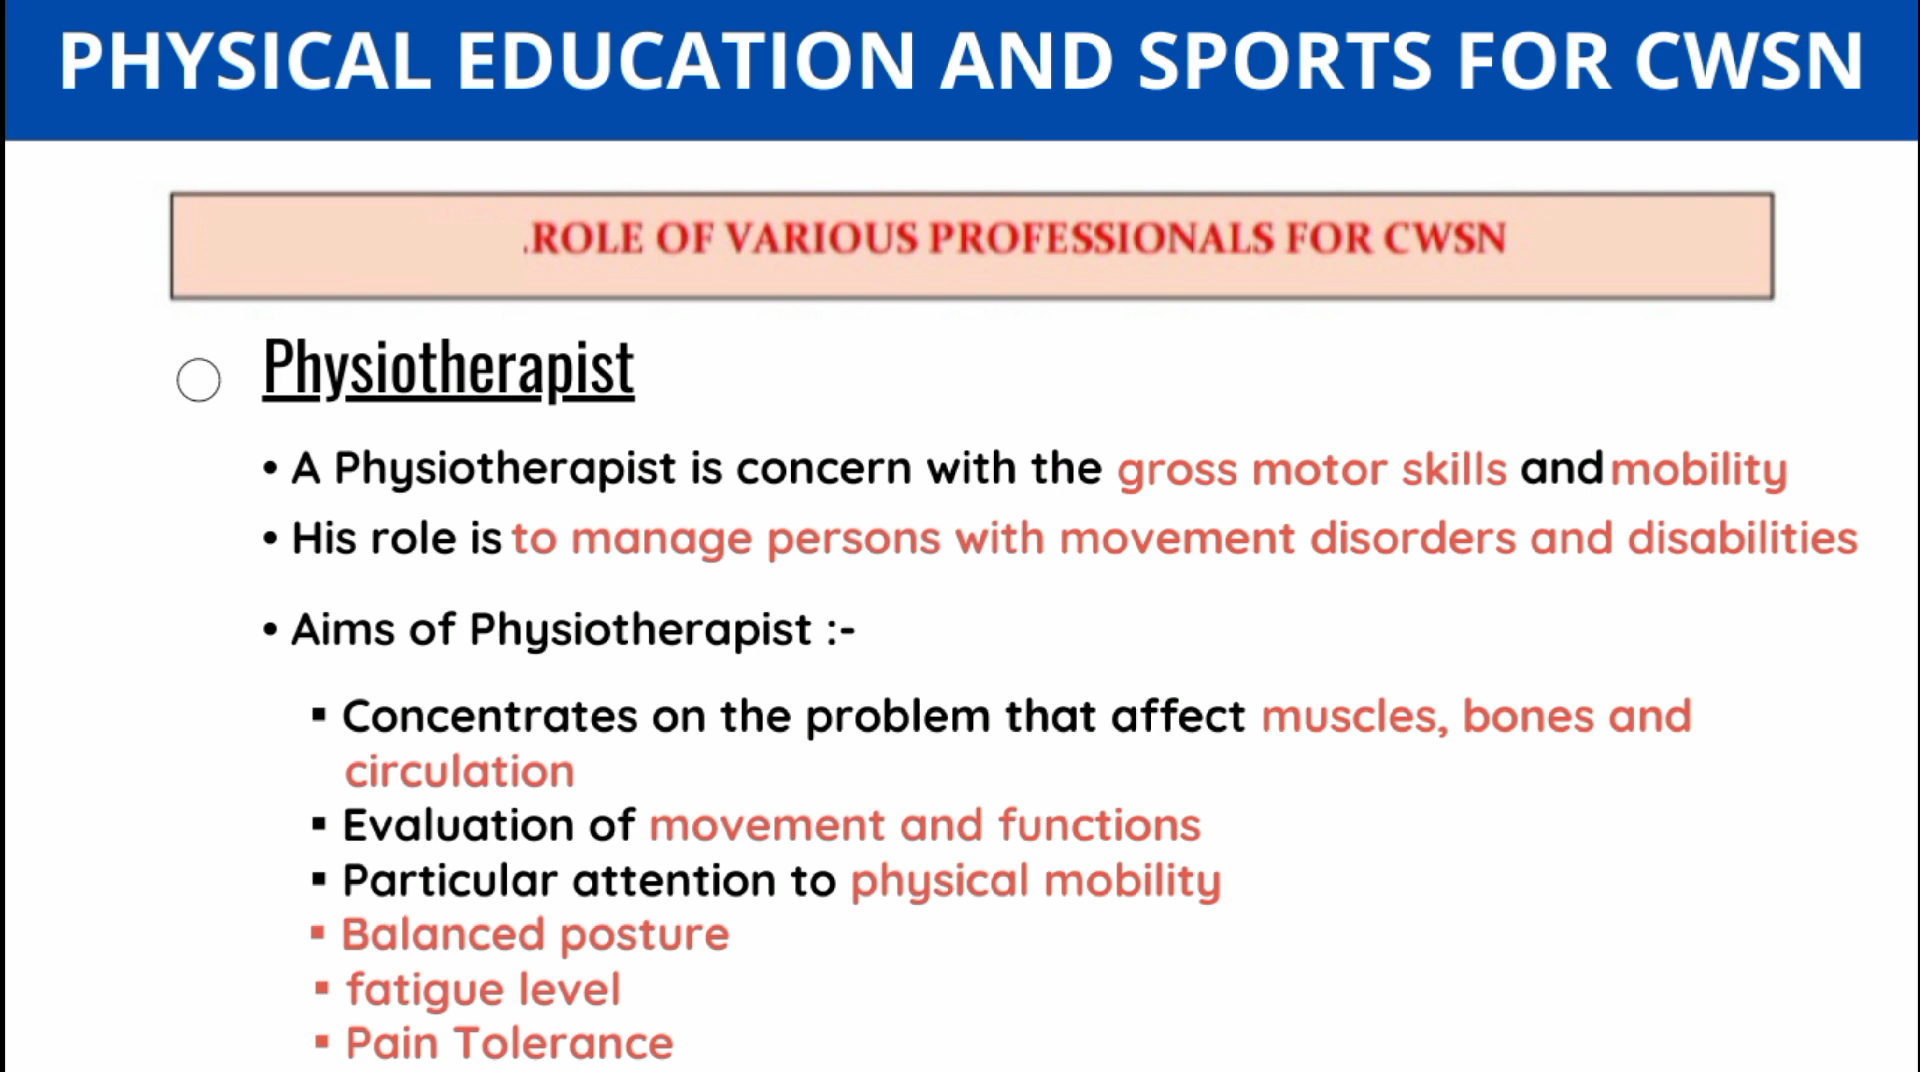 PHYSICAL EDUCATION AND SPORTS FOR CWSN
.ROLE OF VARIOUS PROFESSIONALS FOR CWSN
Physiotherapist
• A Physiotherapist is concern with the gross motor skills and mobility
• His role is to manage persons with movement disorders and disabilities
• Aims of Physiotherapist :-
▪ Concentrates on the problem that affect muscles, bones and
circulation
▪ Evaluation of movement and functions
▪ Particular attention to physical mobility
▪ Balanced posture
▪ fatigue level
▪ Pain Tolerance